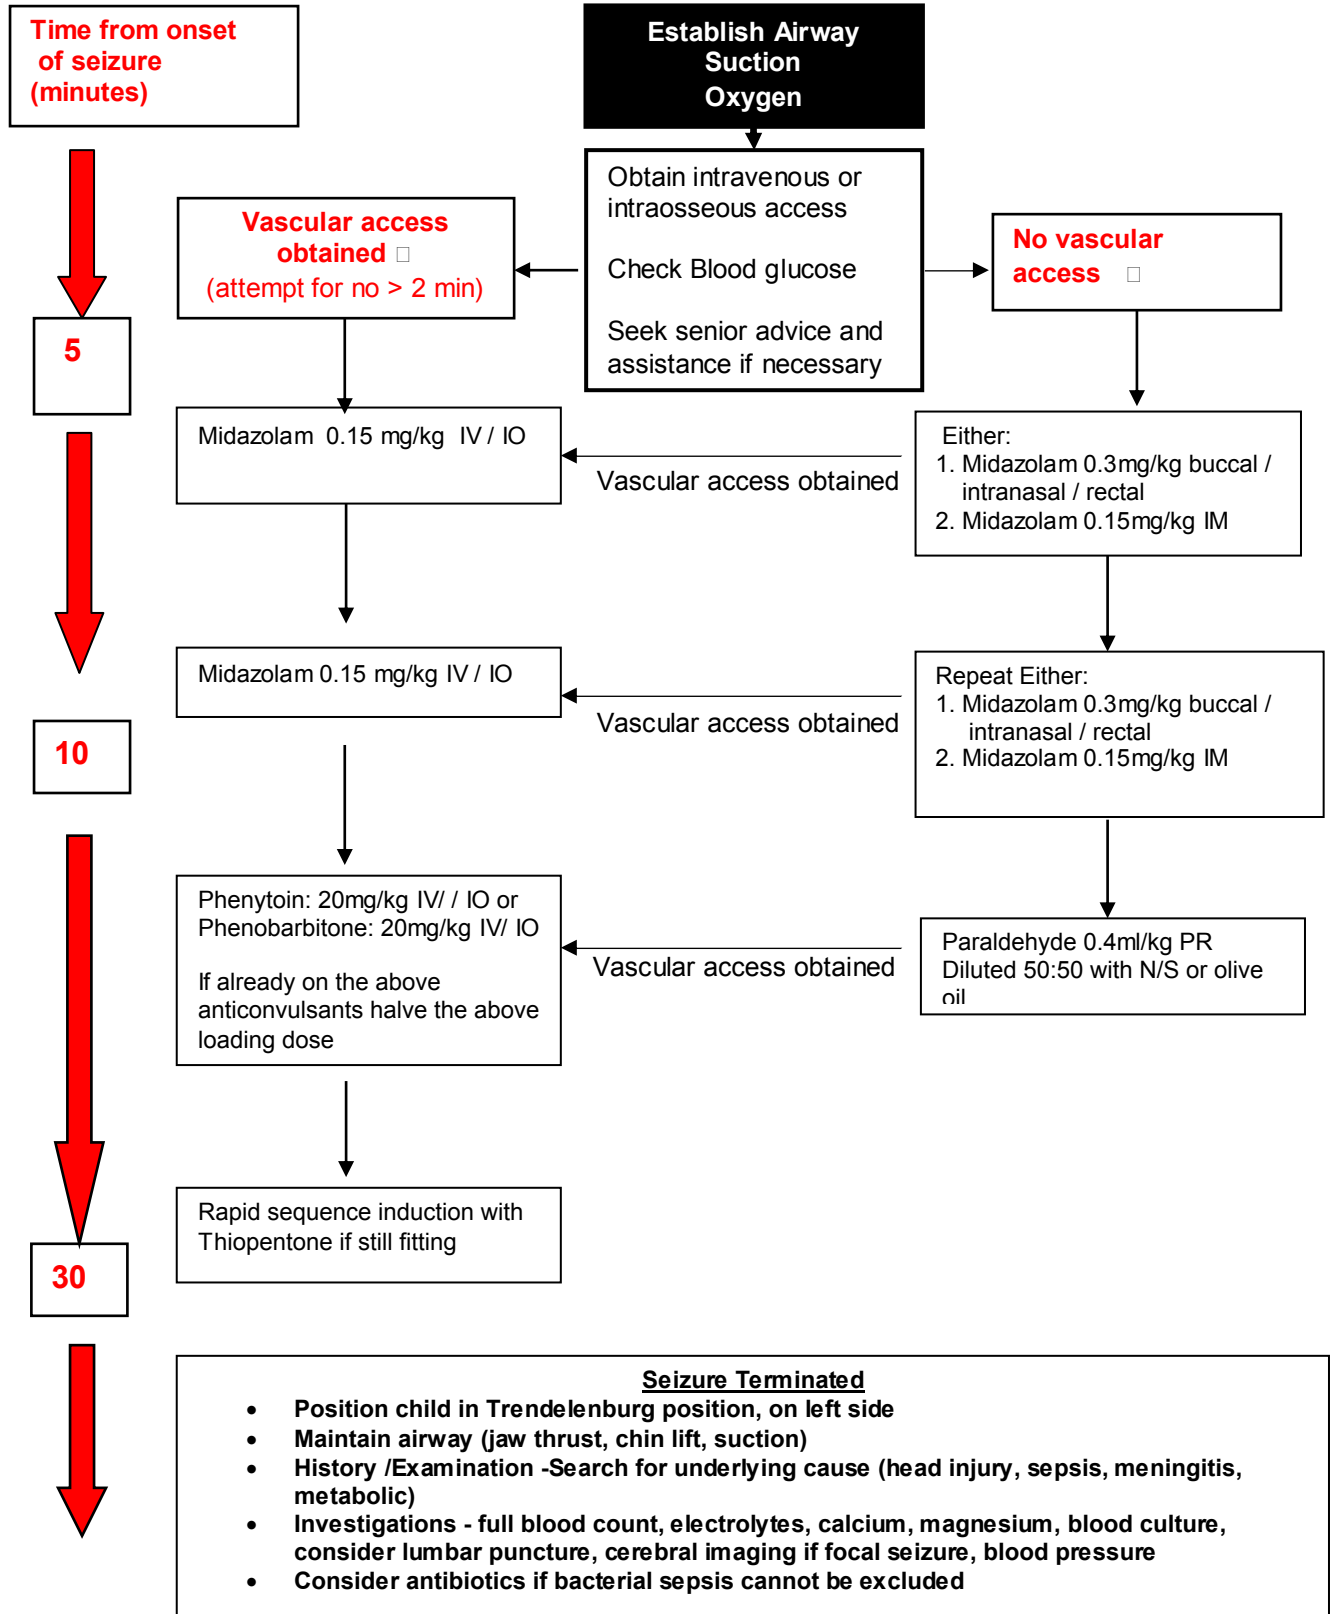 Time from onset
of seizure
(minutes)
Establish Airway
Suction
Oxygen
Obtain intravenous or
intraosseous access
Check Blood glucose
Seek senior advice and
assistance if necessary
Vascular access
obtained □
(attempt for no > 2 min)
No vascular
access □
5
Midazolam 0.15 mg/kg IV / IO
Vascular access obtained
Either:
1. Midazolam 0.3mg/kg buccal /
intranasal / rectal
2. Midazolam 0.15mg/kg IM
Midazolam 0.15 mg/kg IV / IO
Vascular access obtained
Repeat Either:
1. Midazolam 0.3mg/kg buccal /
intranasal / rectal
2. Midazolam 0.15mg/kg IM
10
Phenytoin: 20mg/kg IV/ / IO or
Phenobarbitone: 20mg/kg IV/ IO
If already on the above
anticonvulsants halve the above
loading dose
Vascular access obtained
Paraldehyde 0.4ml/kg PR
Diluted 50:50 with N/S or olive
oil
Rapid sequence induction with
Thiopentone if still fitting
30
Seizure Terminated
• Position child in Trendelenburg position, on left side
• Maintain airway (jaw thrust, chin lift, suction)
• History /Examination -Search for underlying cause (head injury, sepsis, meningitis,
metabolic)
• Investigations - full blood count, electrolytes, calcium, magnesium, blood culture,
consider lumbar puncture, cerebral imaging if focal seizure, blood pressure
• Consider antibiotics if bacterial sepsis cannot be excluded